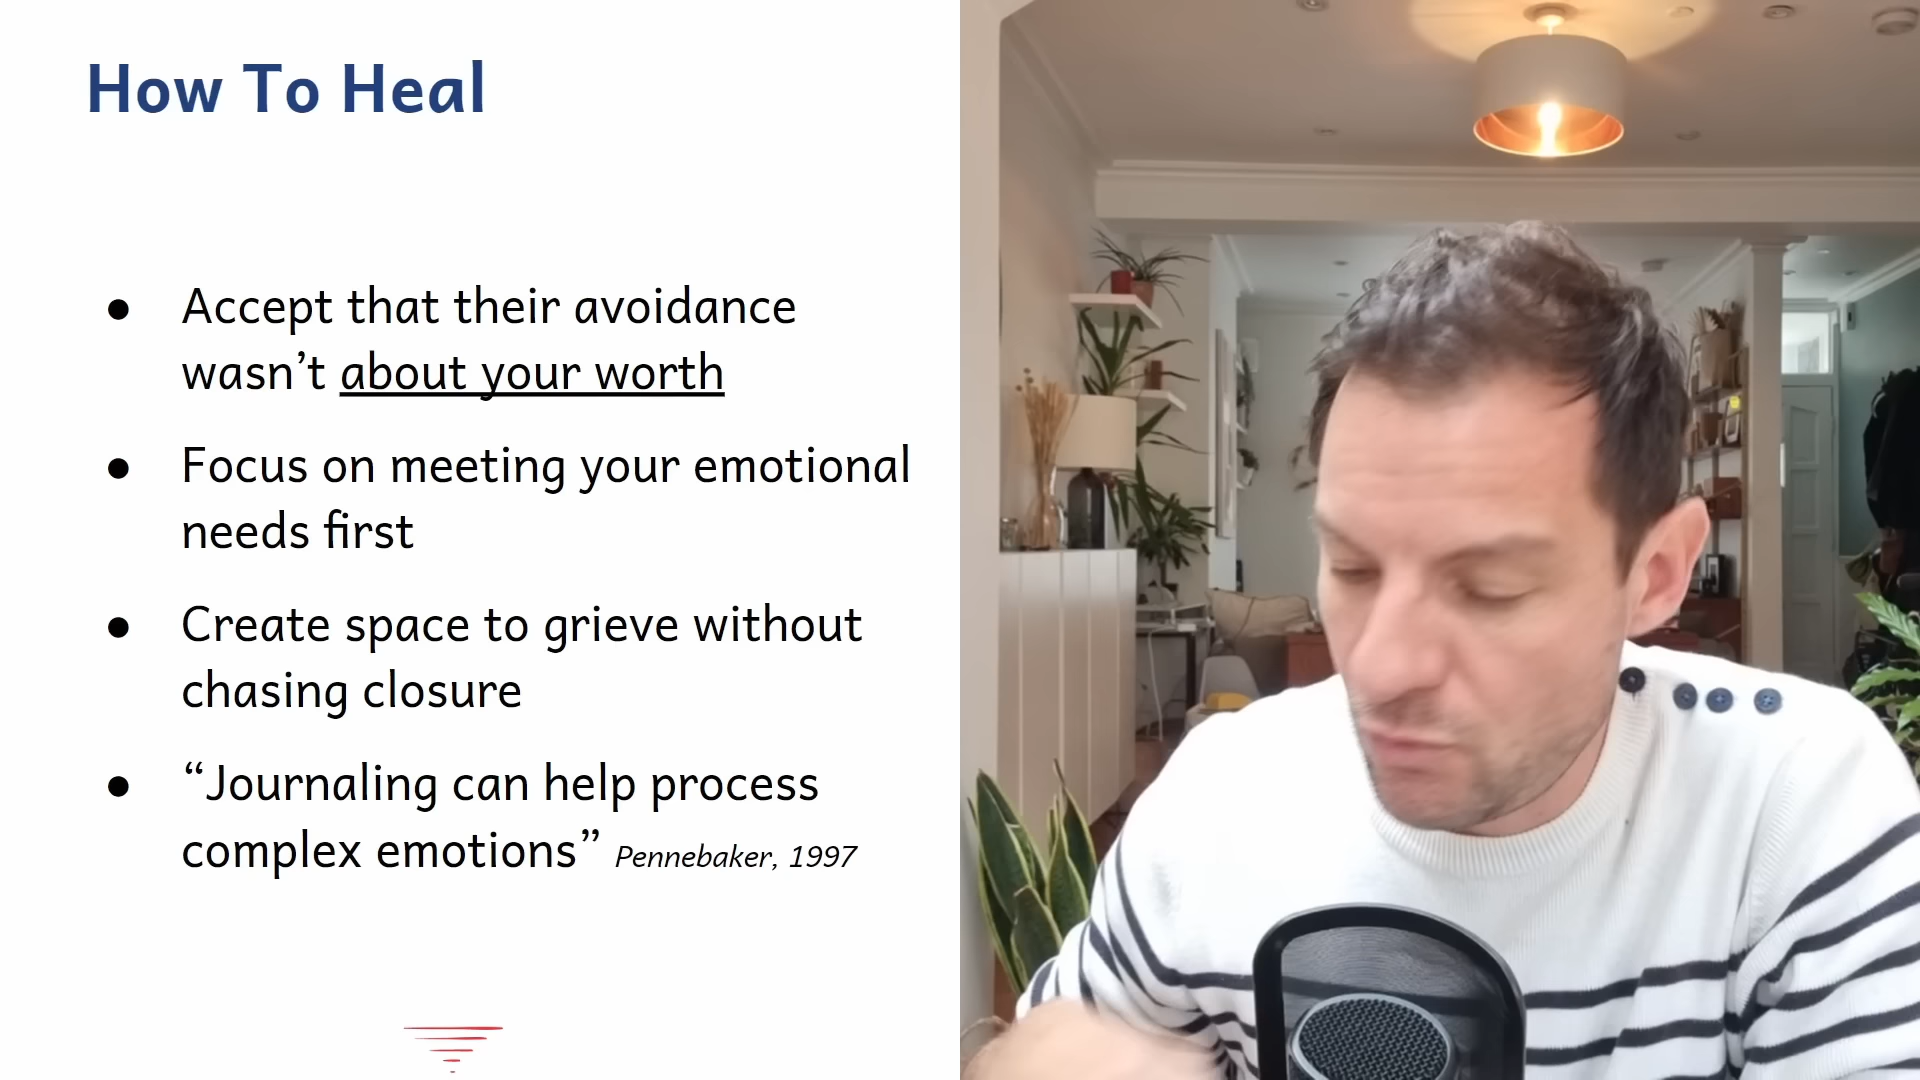 How To Heal
● Accept that their avoidance
wasn’t about your worth
● Focus on meeting your emotional
needs first
● Create space to grieve without
chasing closure
● “Journaling can help process
complex emotions” Pennebaker, 1997